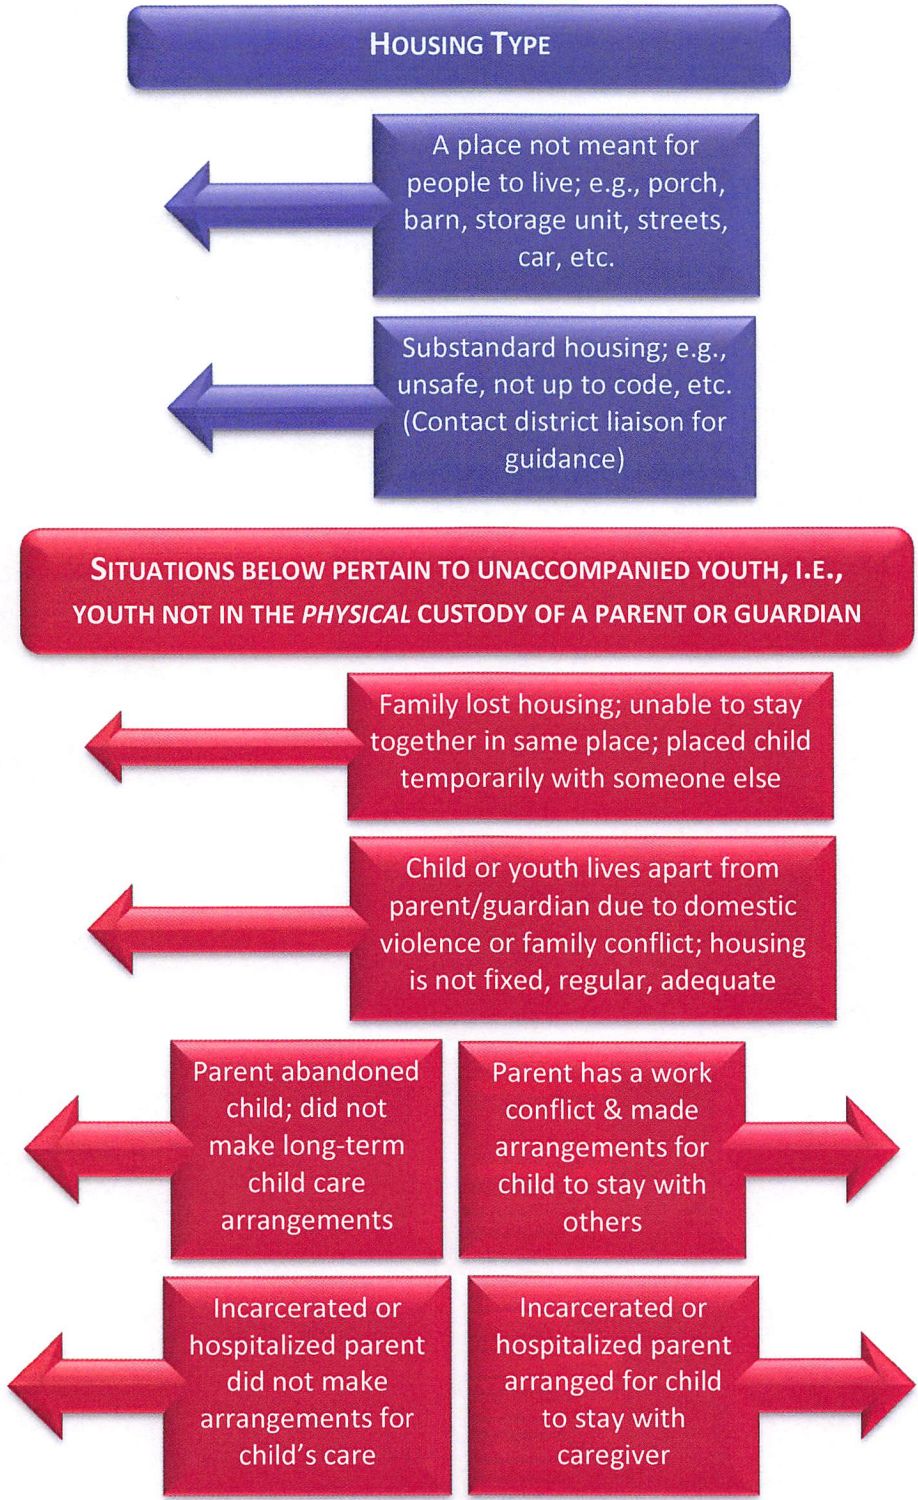 HOUSING TYPE
A place not meant for
people to live; e.g., porch,
barn, storage unit, streets,
car, etc.
Substandard housing; e.g.,
unsafe, not up to code, etc.
(Contact district liaison for
guidance)
SITUATIONS BELOW PERTAIN TO UNACCOMPANIED YOUTH, I.E.,
YOUTH NOT IN THE PHYSICAL CUSTODY OF A PARENT OR GUARDIAN
Family lost housing; unable to stay
together in same place; placed child
temporarily with someone else
Child or youth lives apart from
parent/guardian due to domestic
violence or family conflict; housing
is not fixed, regular, adequate
Parent abandoned
child; did not
make long-term
child care
arrangements
Parent has a work
conflict & made
arrangements for
child to stay with
others
Incarcerated or
hospitalized parent
did not make
arrangements for
child's care
Incarcerated or
hospitalized parent
arranged for child
to stay with
caregiver